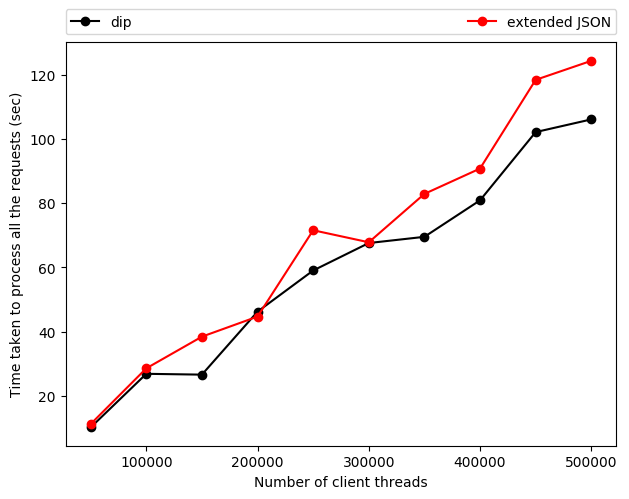 dip
extended JSON
Time taken to process all the requests (sec)
120
100
80
60
40
20
100000
200000
300000
400000
500000
Number of client threads